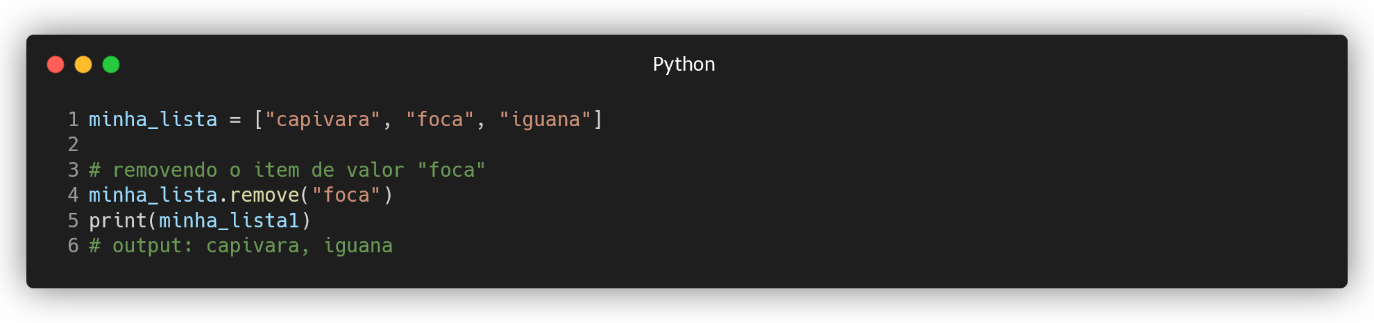 Python
1 minha_lista = ["capivara", "foca", "iguana"]
2
3 # removendo o item de valor "foca"
4 minha_lista.remove("foca")
5 print(minha_lista1)
6 # output: capivara, iguana